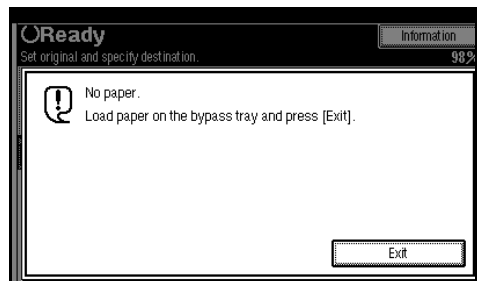 Ready
Information
Set original and specify destination.
98%
No paper.
Load paper on the bypass tray and press [Exit].
Exit